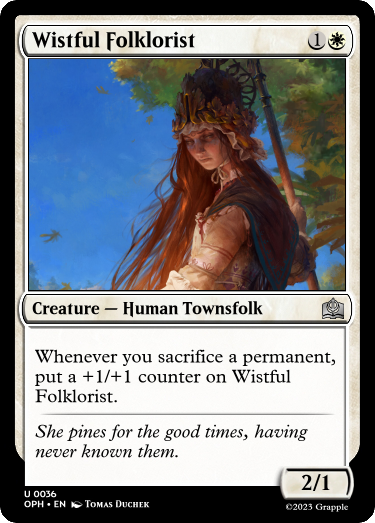 Wistful Folklorist 1
Creature — Human Townsfolk
Whenever you sacrifice a permanent,
put a +1/+1 counter on Wistful
Folklorist.
She pines for the good times, having
never known them.
2/1
U 0036
OPH • EN Tomas Duchek
©2023 Grapple